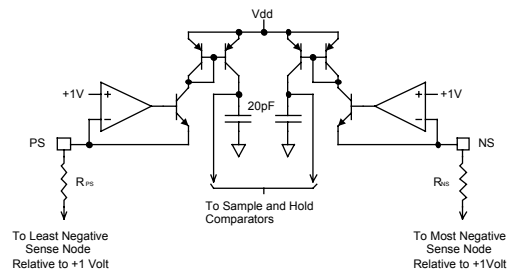 Vdd
+1V
+
−
20pF
+
−
+1V
PS
NS
R PS
RNS
To Sample and Hold
Comparators
To Least Negative
Sense Node
Relative to +1 Volt
To Most Negative
Sense Node
Relative to +1Volt